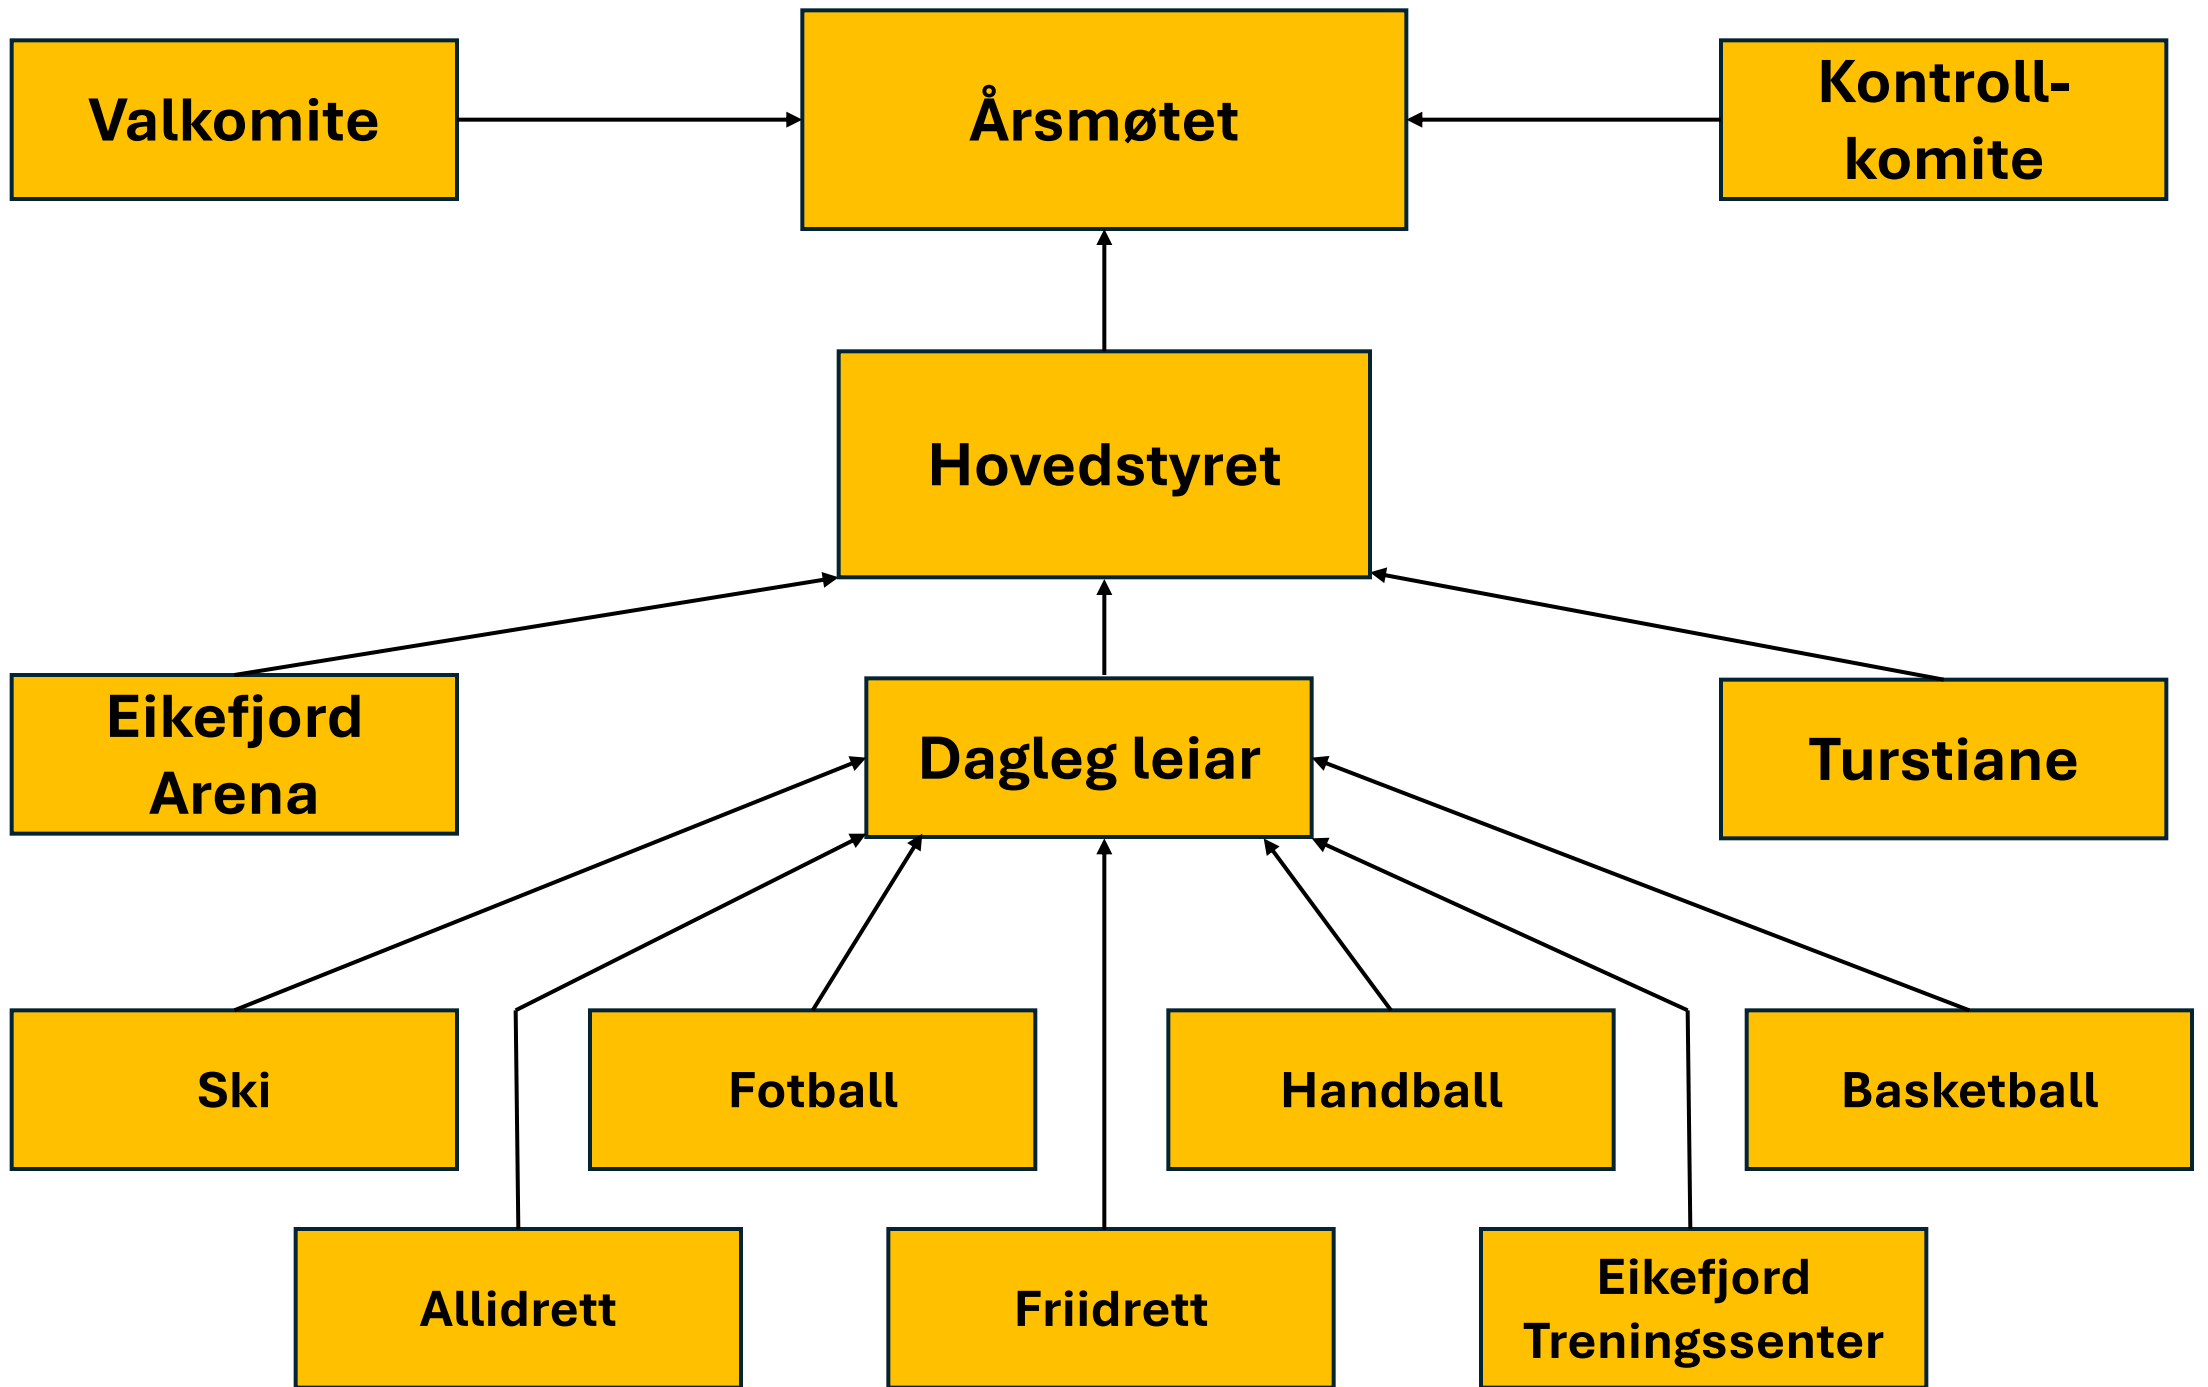 Valkomite
Årsmøtet
Kontroll-
komite
Hovedstyret
Eikefjord
Arena
Dagleg leiar
Turstiane
Ski
Fotball
Handball
Basketball
Allidrett
Friidrett
Eikefjord
Treningssenter